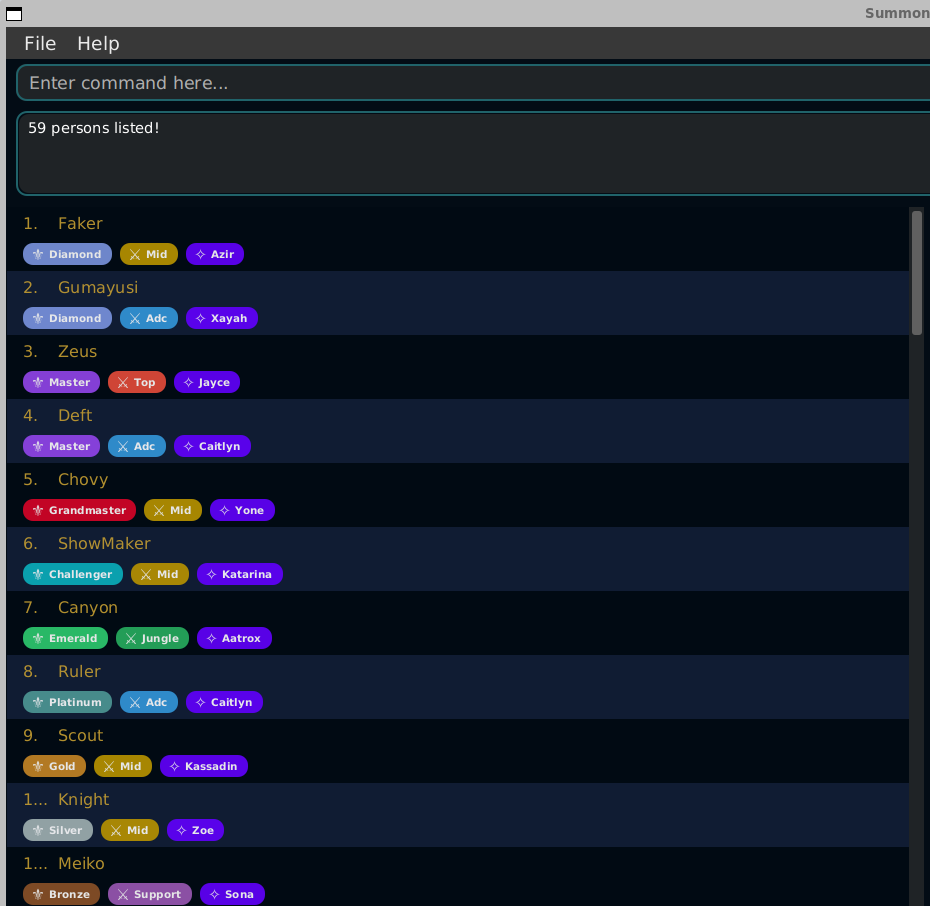 Summon
File Help
Enter command here...
59 persons listed!
1. Faker
Diamond Mid Azir
2. Gumayusi
Diamond Adc Xayah
3. Zeus
Master Top Jayce
4. Deft
Master Adc Caitlyn
5. Chovy
Grandmaster Mid Yone
6. ShowMaker
Challenger Mid Katarina
7. Canyon
Emerald Jungle Aatrox
8. Ruler
Platinum Adc Caitlyn
9. Scout
Gold Mid Kassadin
1... Knight
Silver Mid Zoe
1... Meiko
Bronze Support Sona